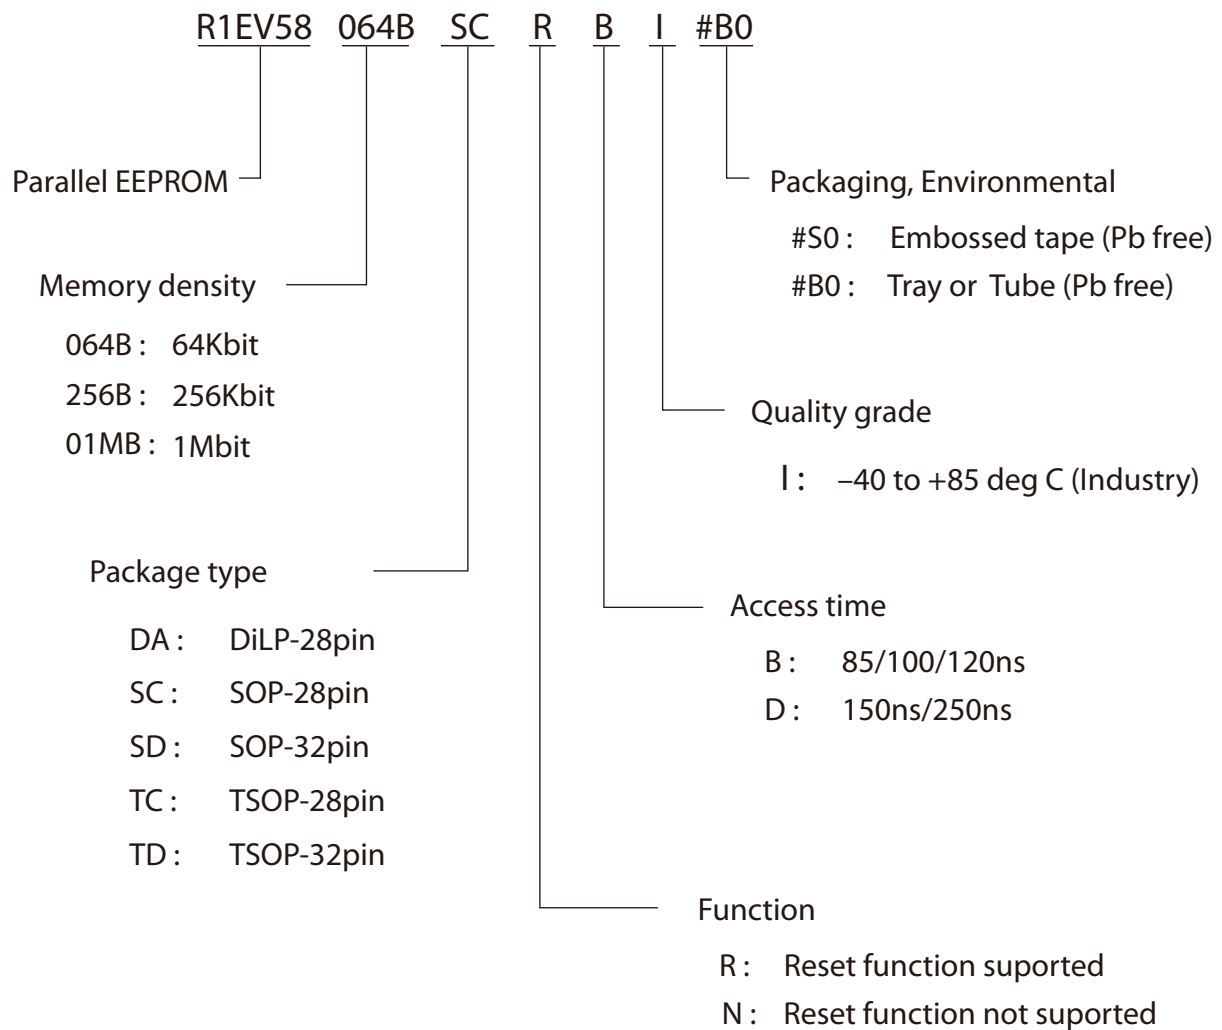 R1EV58 064B SC R B I #B0
Parallel EEPROM
Packaging, Environmental
#S0 : Embossed tape (Pb free)
#B0 : Tray or Tube (Pb free)
Memory density
064B : 64Kbit
256B : 256Kbit
01MB : 1Mbit
Quality grade
I : –40 to +85 deg C (Industry)
Package type
DA : DiLP-28pin
SC : SOP-28pin
SD : SOP-32pin
TC : TSOP-28pin
TD : TSOP-32pin
Access time
B : 85/100/120ns
D : 150ns/250ns
Function
R : Reset function suported
N : Reset function not suported